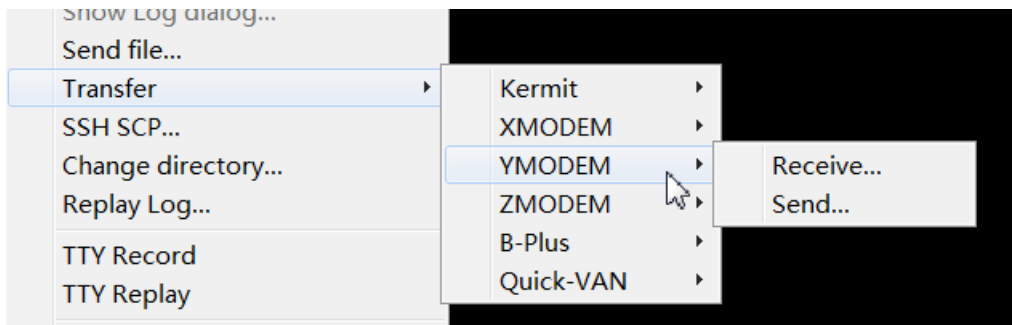 Show Log dialog...
Send file...
Transfer
SSH SCP...
Change directory...
Replay Log...
TTY Record
TTY Replay
Kermit
XMODEM
YMODEM
ZMODEM
B-Plus
Quick-VAN
Receive...
Send...